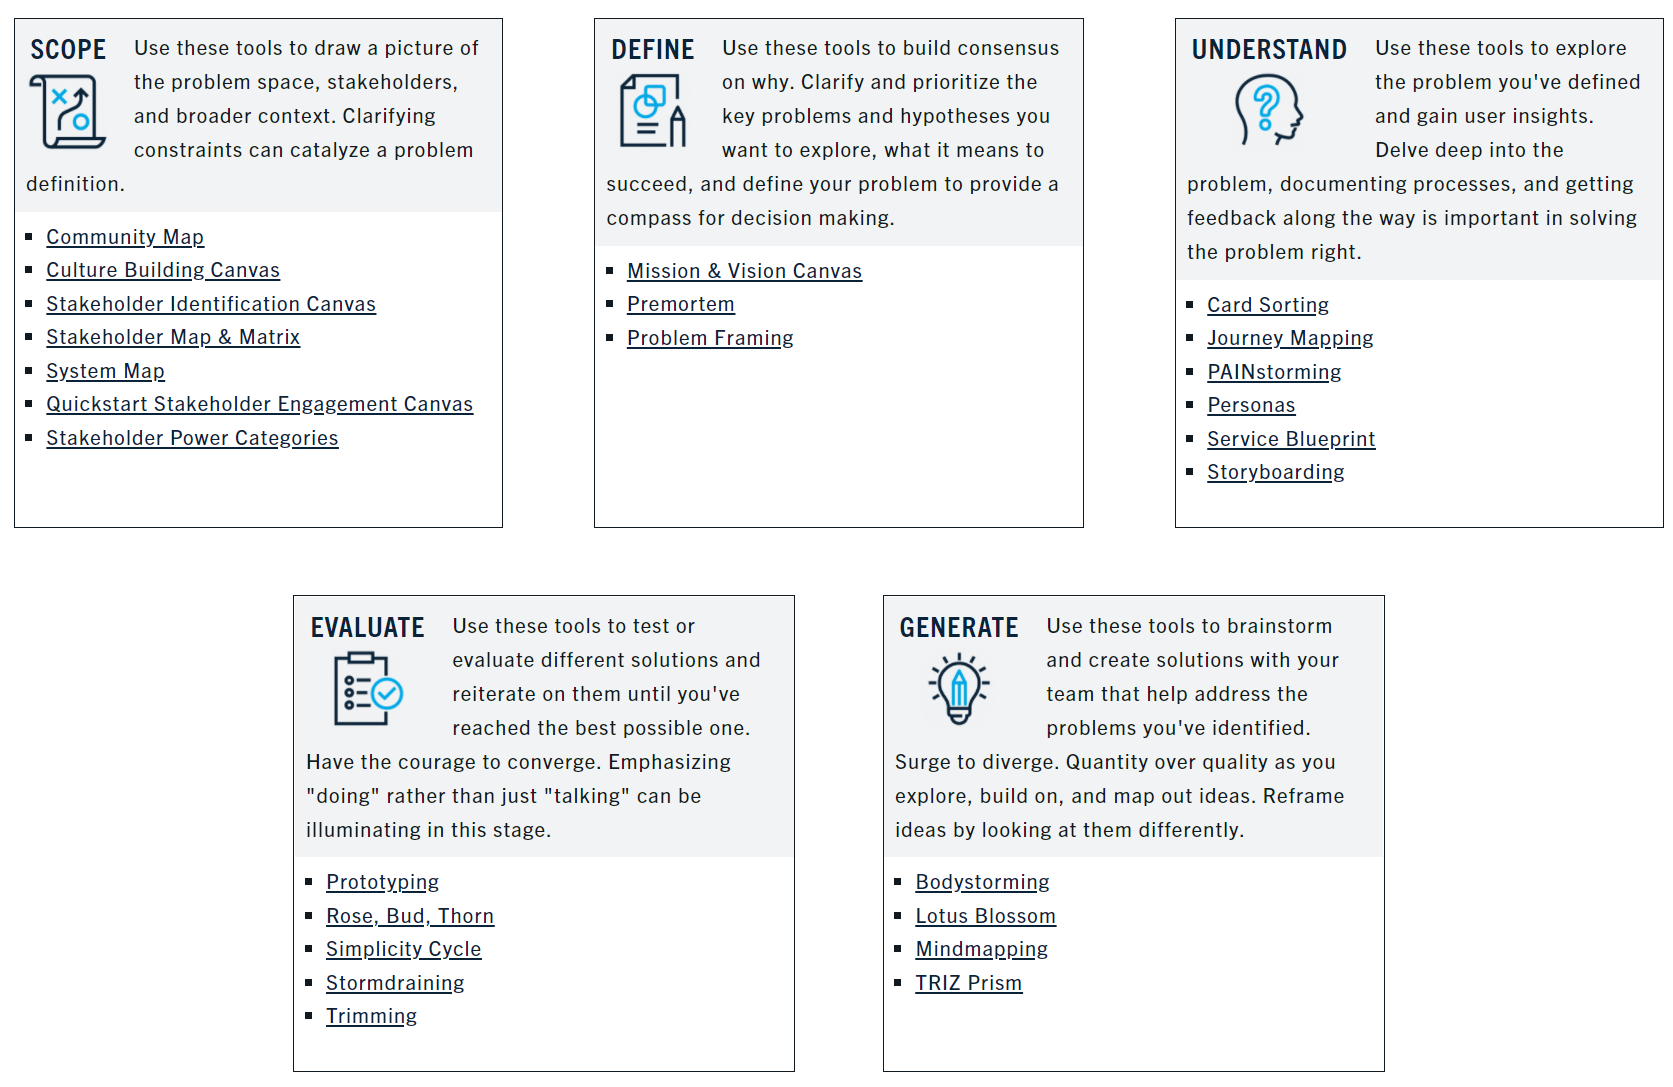 SCOPE
Use these tools to draw a picture of
the problem space, stakeholders,
and broader context. Clarifying
constraints can catalyze a problem
definition.
Community Map
Culture Building Canvas
Stakeholder Identification Canvas
Stakeholder Map & Matrix
System Map
Quickstart Stakeholder Engagement Canvas
Stakeholder Power Categories
DEFINE
Use these tools to build consensus
on why. Clarify and prioritize the
key problems and hypotheses you
want to explore, what it means to
succeed, and define your problem to provide a
compass for decision making.
Mission & Vision Canvas
Premortem
Problem Framing
UNDERSTAND
Use these tools to explore
the problem you've defined
and gain user insights.
Delve deep into the
problem, documenting processes, and getting
feedback along the way is important in solving
the problem right.
Card Sorting
Journey Mapping
PAINstorming
Personas
Service Blueprint
Storyboarding
EVALUATE
Use these tools to test or
evaluate different solutions and
reiterate on them until you've
reached the best possible one.
Have the courage to converge. Emphasizing
"doing" rather than just "talking" can be
illuminating in this stage.
Prototyping
Rose, Bud, Thorn
Simplicity Cycle
Stormdraining
Trimming
GENERATE
Use these tools to brainstorm
and create solutions with your
team that help address the
problems you've identified.
Surge to diverge. Quantity over quality as you
explore, build on, and map out ideas. Reframe
ideas by looking at them differently.
Bodystorming
Lotus Blossom
Mindmapping
TRIZ Prism